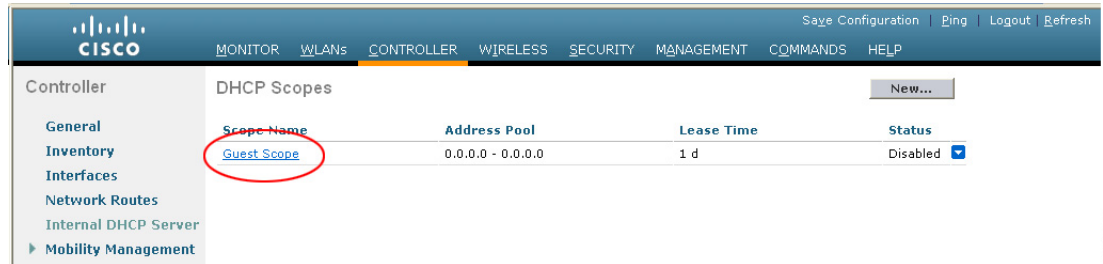 Save Configuration | Ping | Logout | Refresh
CISCO
MONITOR WLANs CONTROLLER WIRELESS SECURITY MANAGEMENT COMMANDS HELP
Controller
DHCP Scopes
New...
General
Scope Name Address Pool Lease Time Status
Inventory
Guest Scope 0.0.0.0 - 0.0.0.0 1 d Disabled
Interfaces
Network Routes
Internal DHCP Server
Mobility Management